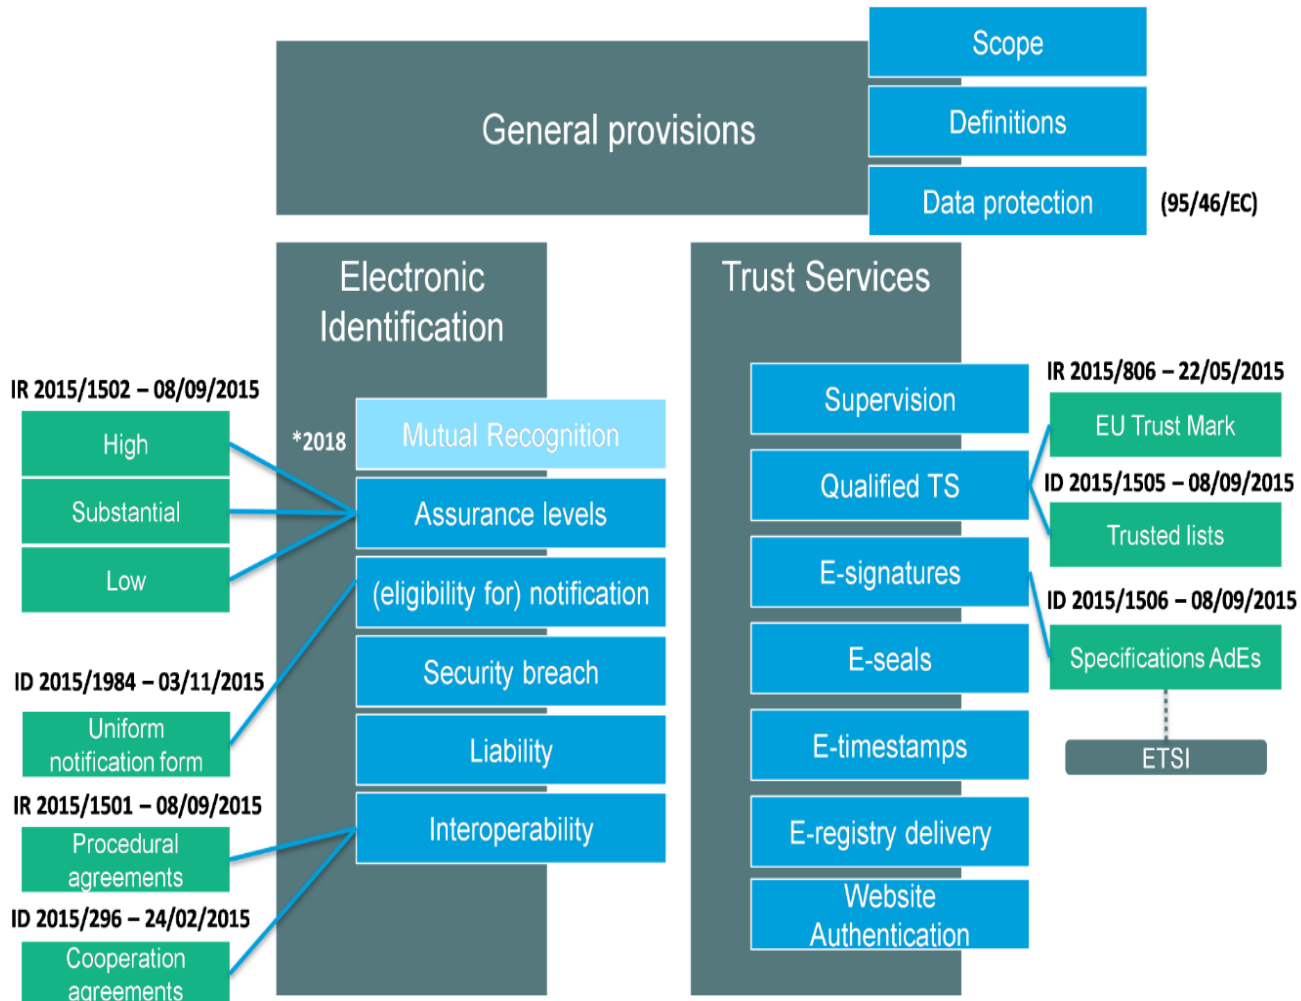 General provisions
Scope
Definitions
Data protection
(95/46/EC)
Electronic
Identification
IR 2015/1502 – 08/09/2015
High
Substantial
Low
*2018
Mutual Recognition
Assurance levels
(eligibility for) notification
Security breach
Liability
Interoperability
ID 2015/1984 – 03/11/2015
Uniform
notification form
IR 2015/1501 – 08/09/2015
Procedural
agreements
ID 2015/296 – 24/02/2015
Cooperation
agreements
Trust Services
Supervision
Qualified TS
E-signatures
E-seals
E-timestamps
E-registry delivery
Website
Authentication
IR 2015/806 – 22/05/2015
EU Trust Mark
ID 2015/1505 – 08/09/2015
Trusted lists
ID 2015/1506 – 08/09/2015
Specifications AdEs
ETSI